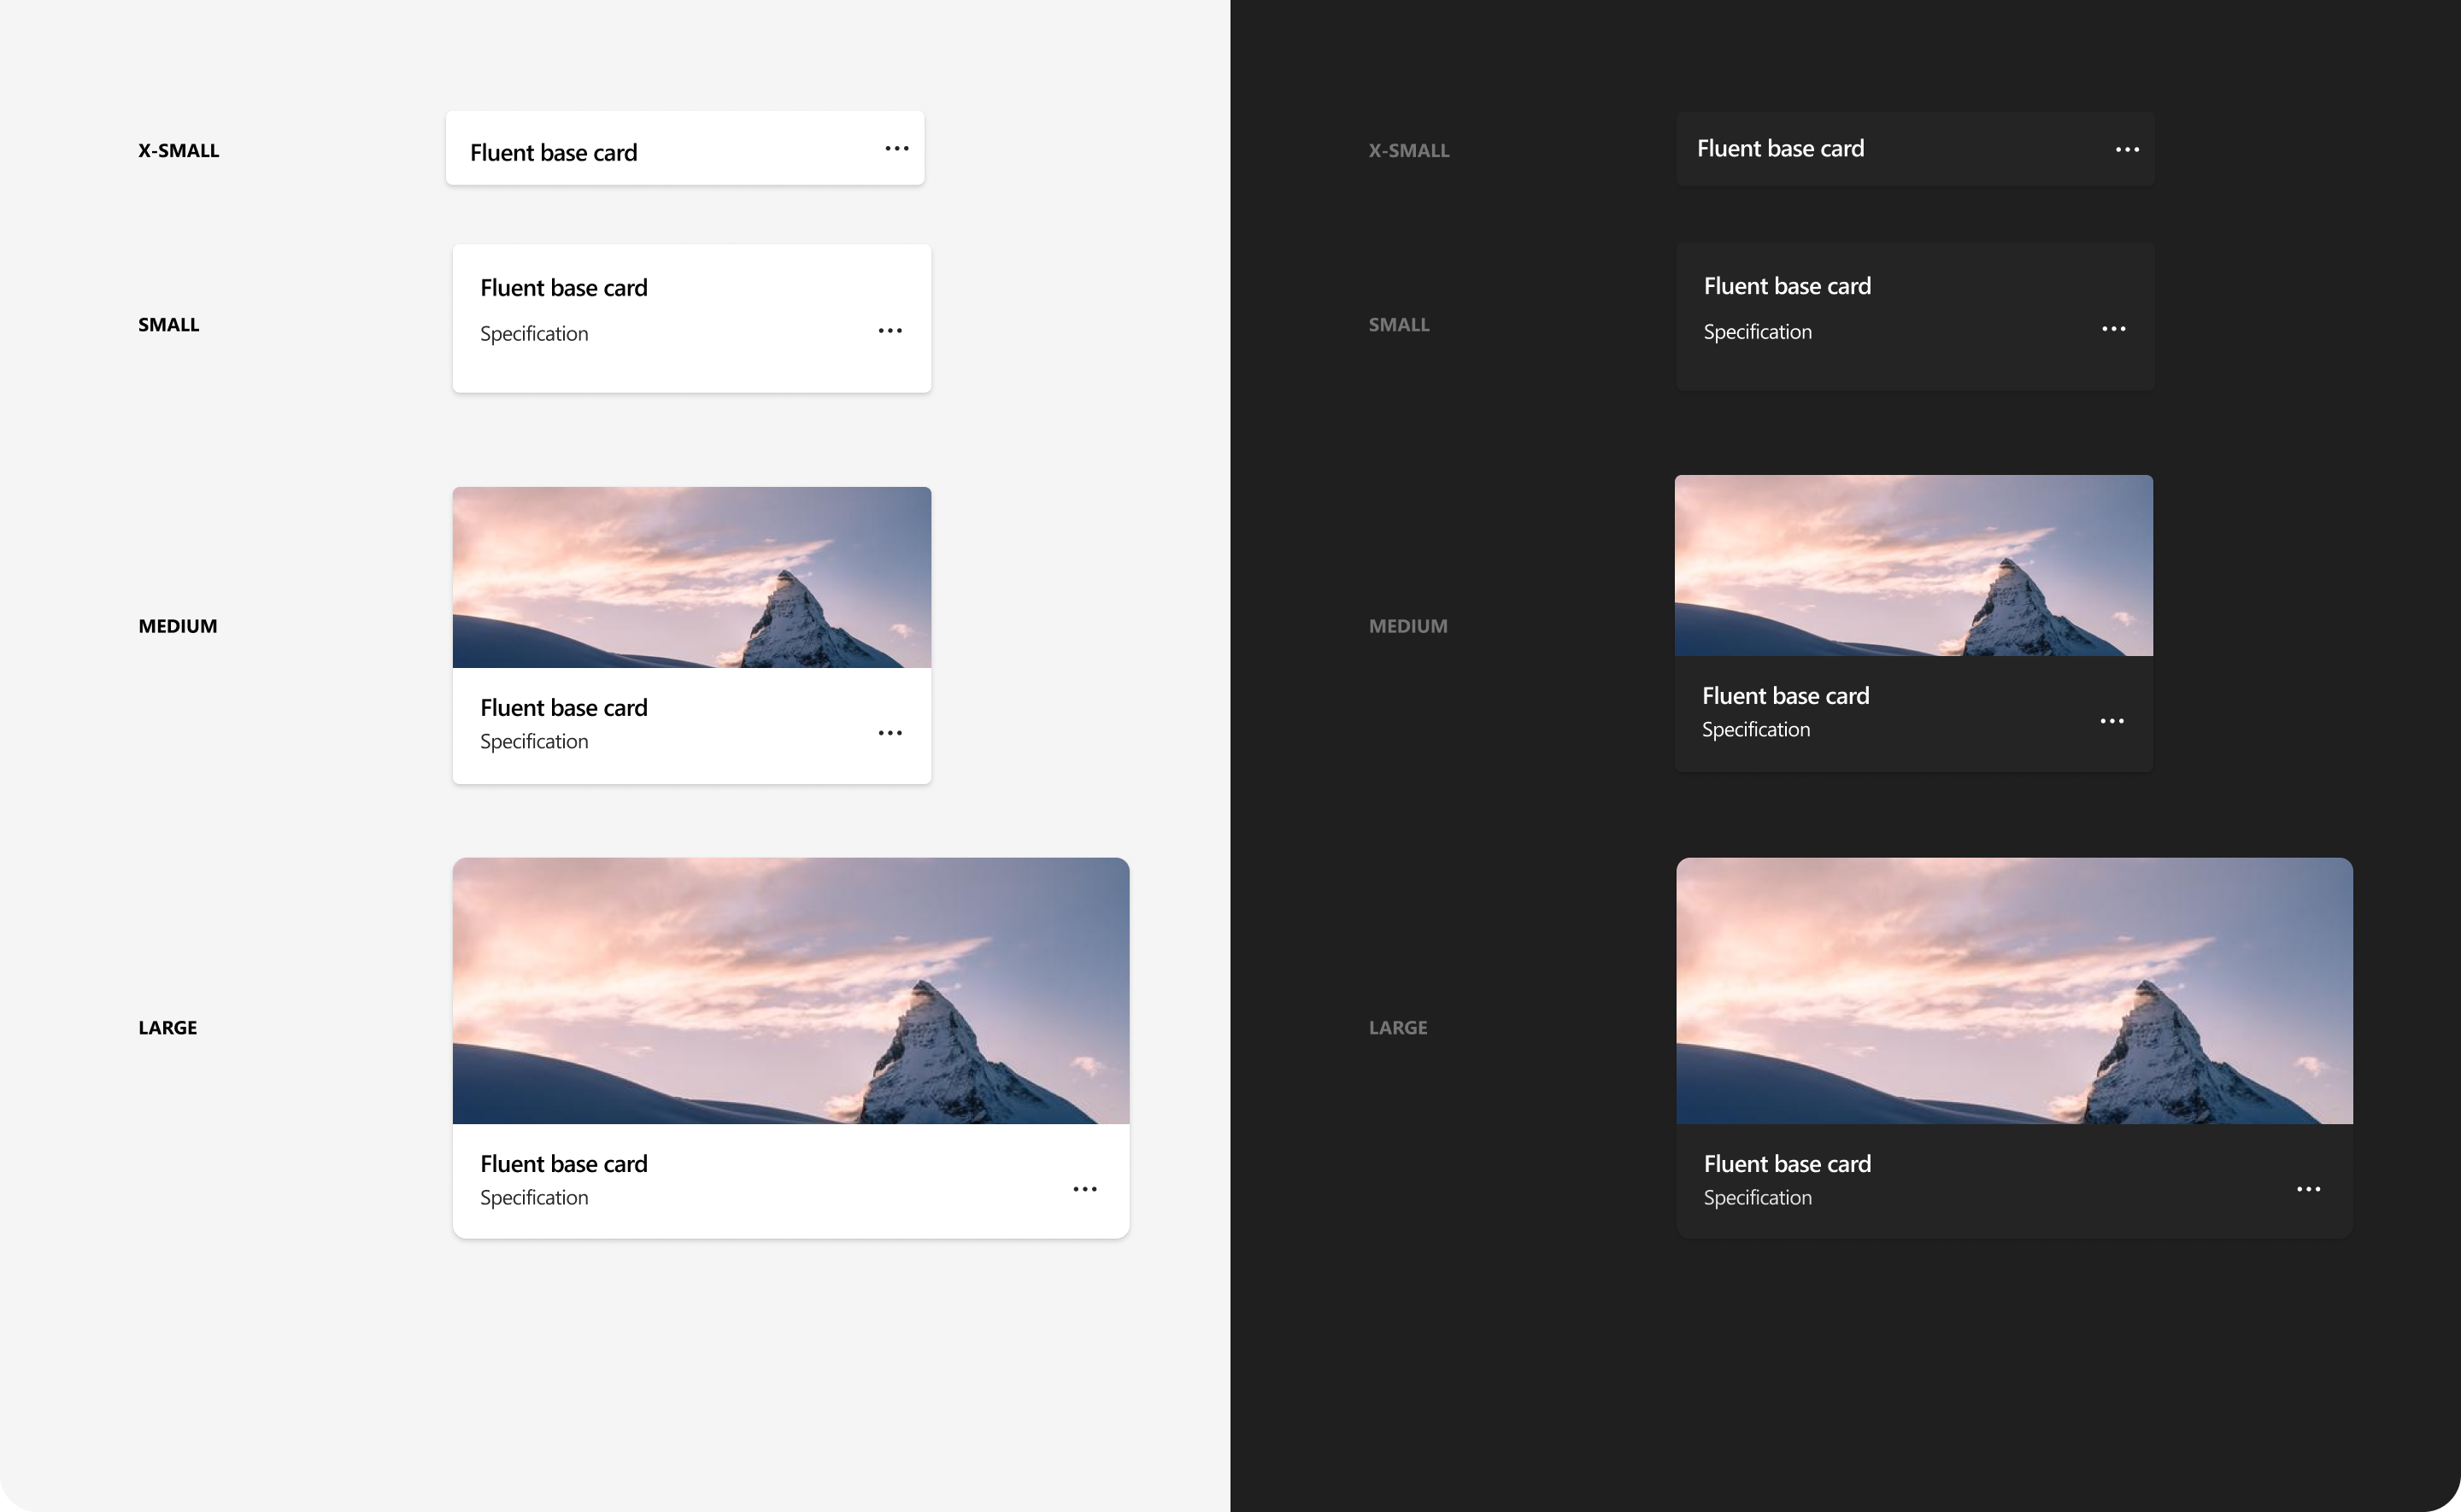 X-SMALL
Fluent base card
SMALL
Fluent base card
Specification
MEDIUM
Fluent base card
Specification
LARGE
Fluent base card
Specification
X-SMALL
Fluent base card
SMALL
Fluent base card
Specification
MEDIUM
Fluent base card
Specification
LARGE
Fluent base card
Specification